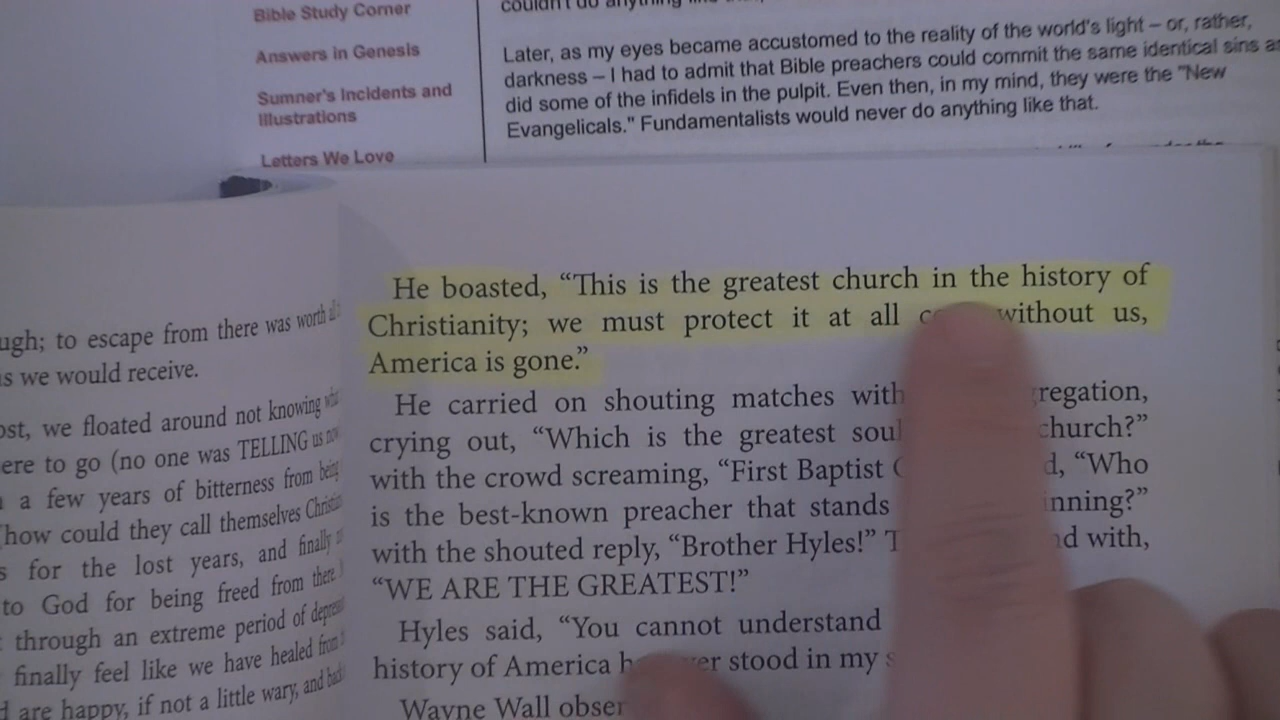 Bible Study Corner
Answers in Genesis
Sumner's Incidents and
Illustrations
Letters We Love
Later, as my eyes became accustomed to the reality of the world's light – or, rather,
darkness – I had to admit that Bible preachers could commit the same identical sins as
did some of the infidels in the pulpit. Even then, in my mind, they were the "New
Evangelicals." Fundamentalists would never do anything like that.
ugh; to escape from there was worth
s we would receive.
ost, we floated around not knowing
ere to go (no one was TELLING us
a few years of bitterness from being
how could they call themselves
s for the lost years, and finally
to God for being freed from there.
through an extreme period of
finally feel like we have healed from
are happy, if not a little wary, and
He boasted, “This is the greatest church in the history of
Christianity; we must protect it at all without us,
America is gone.”
He carried on shouting matches with
crying out, “Which is the greatest church?”
with the crowd screaming, “First Baptist “Who
is the best-known preacher that stands
with the shouted reply, “Brother Hyles!” with,
“WE ARE THE GREATEST!”
Hyles said, “You cannot understand
history of America stood in my
Wayne Wall